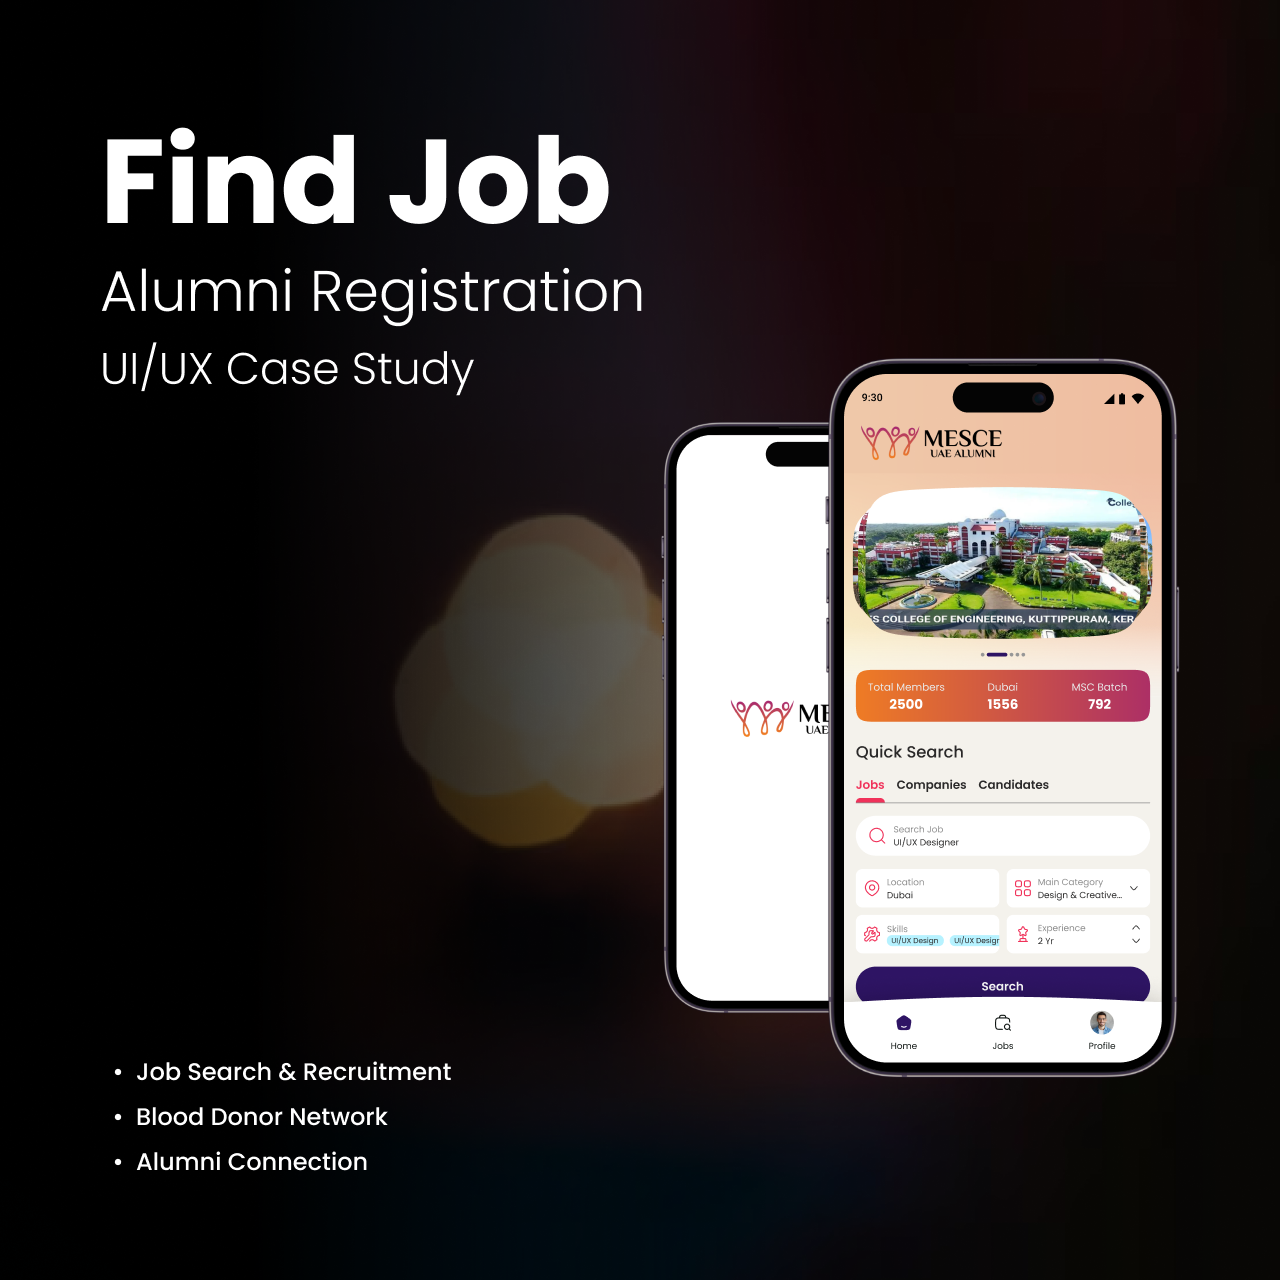 Find Job
Alumni Registration
UI/UX Case Study
9:30
MESCE
UAE ALUMNI
Colle
S COLLEGE OF ENGINEERING, KUTTIPPURAM, KER
ME
UAE
Total Members
2500
Dubai
1556
MSC Batch
792
Quick Search
Jobs Companies Candidates
Search Job
UI/UX Designer
Location
Dubai
Main Category
Design & Creative...
Skills
UI/UX Design UI/UX Desigr
Experience
2 Yr
Search
Home Jobs Profile
• Job Search & Recruitment
• Blood Donor Network
• Alumni Connection